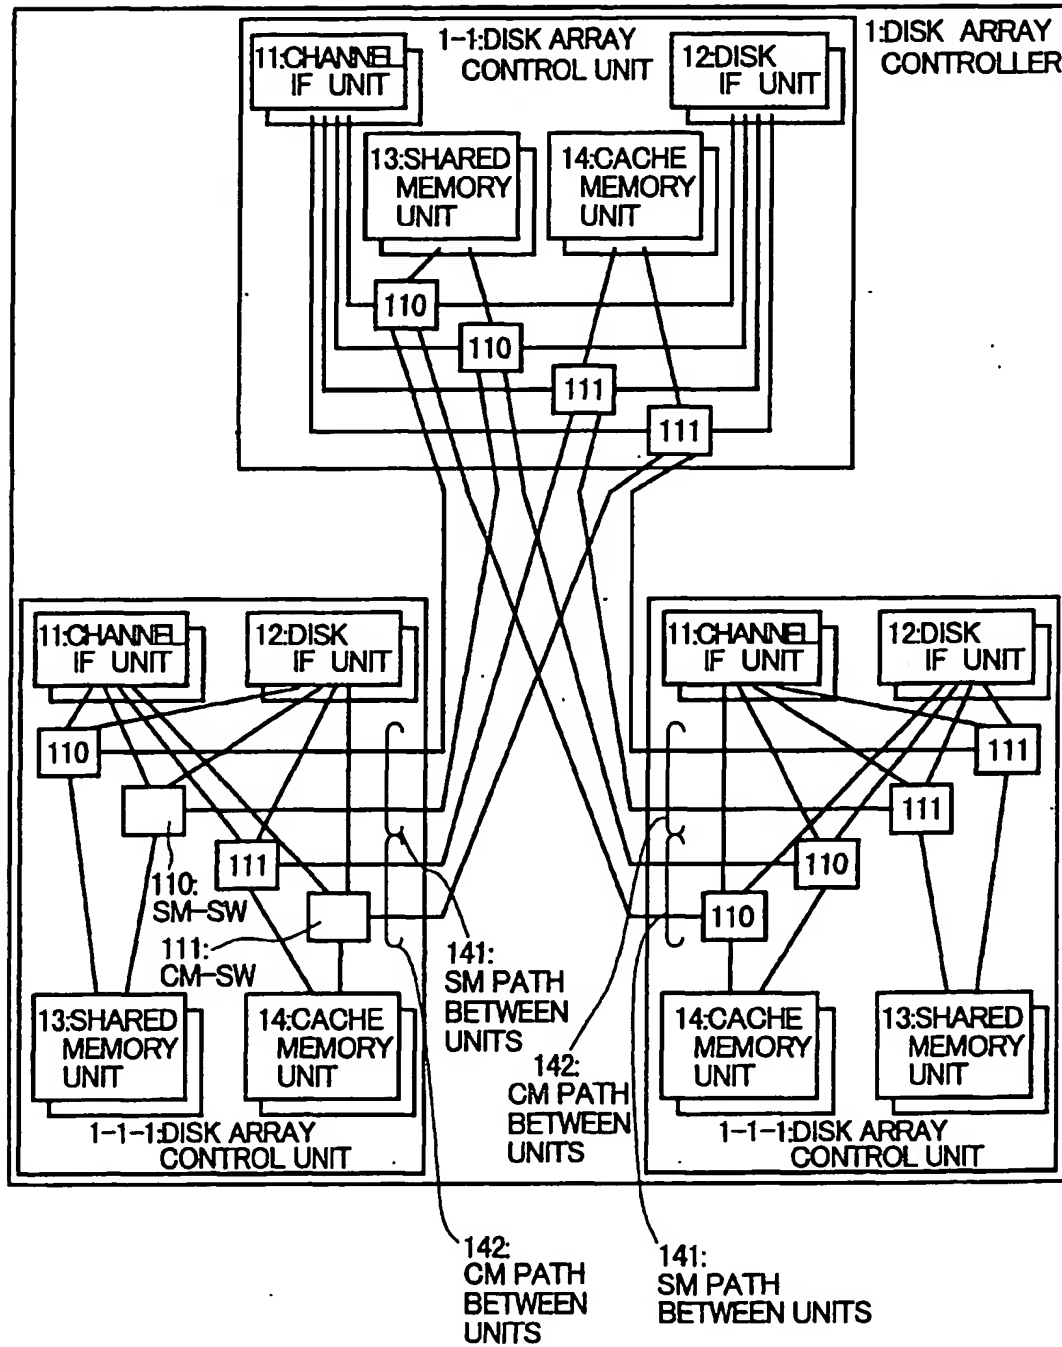 1-1:DISK ARRAY
CONTROL UNIT
1:DISK ARRAY
CONTROLLER
11:CHANNEL
IF UNIT
12:DISK
IF UNIT
13:SHARED
MEMORY
UNIT
14:CACHE
MEMORY
UNIT
110
110
111
111
11:CHANNEL
IF UNIT
12:DISK
IF UNIT
110
111
110:
SM-SW
111:
CM-SW
13:SHARED
MEMORY
UNIT
14:CACHE
MEMORY
UNIT
1-1-1:DISK ARRAY
CONTROL UNIT
141:
SM PATH
BETWEEN
UNITS
142:
CM PATH
BETWEEN
UNITS
11:CHANNEL
IF UNIT
12:DISK
IF UNIT
111
111
110
110
14:CACHE
MEMORY
UNIT
13:SHARED
MEMORY
UNIT
1-1-1:DISK ARRAY
CONTROL UNIT
142:
CM PATH
BETWEEN
UNITS
141:
SM PATH
BETWEEN UNITS